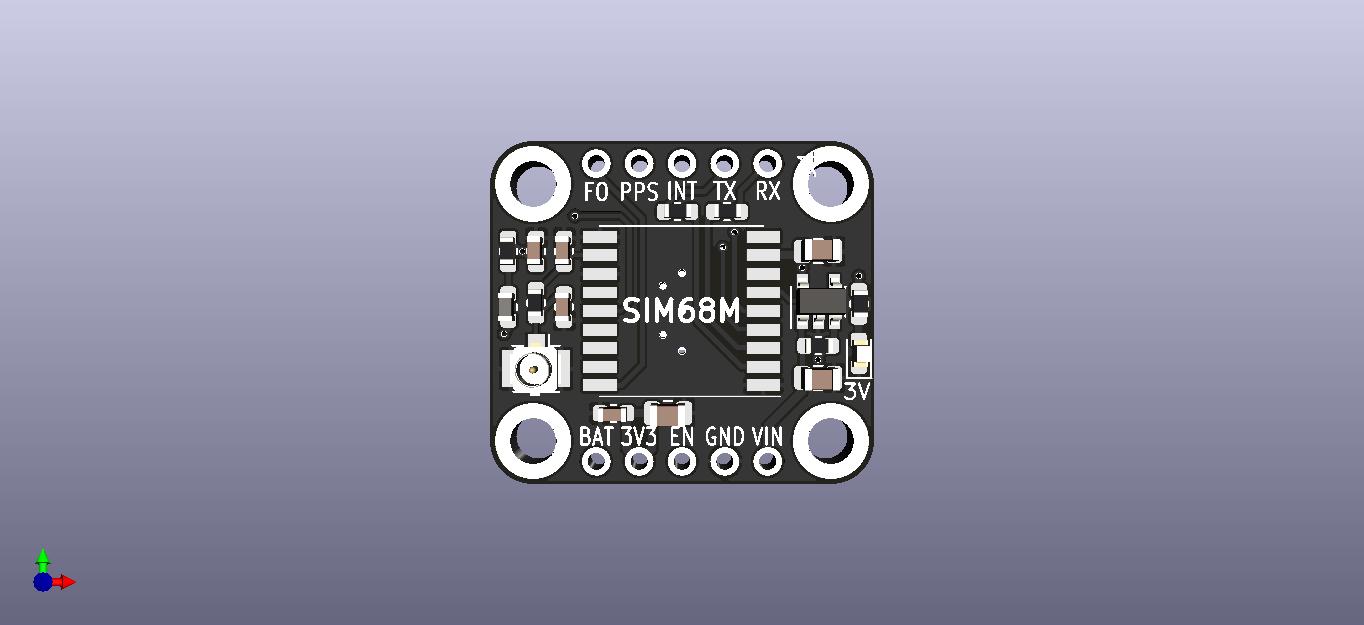 FO PPS INT TX RX
SIM68M
3V
BAT 3V3 EN GND VIN